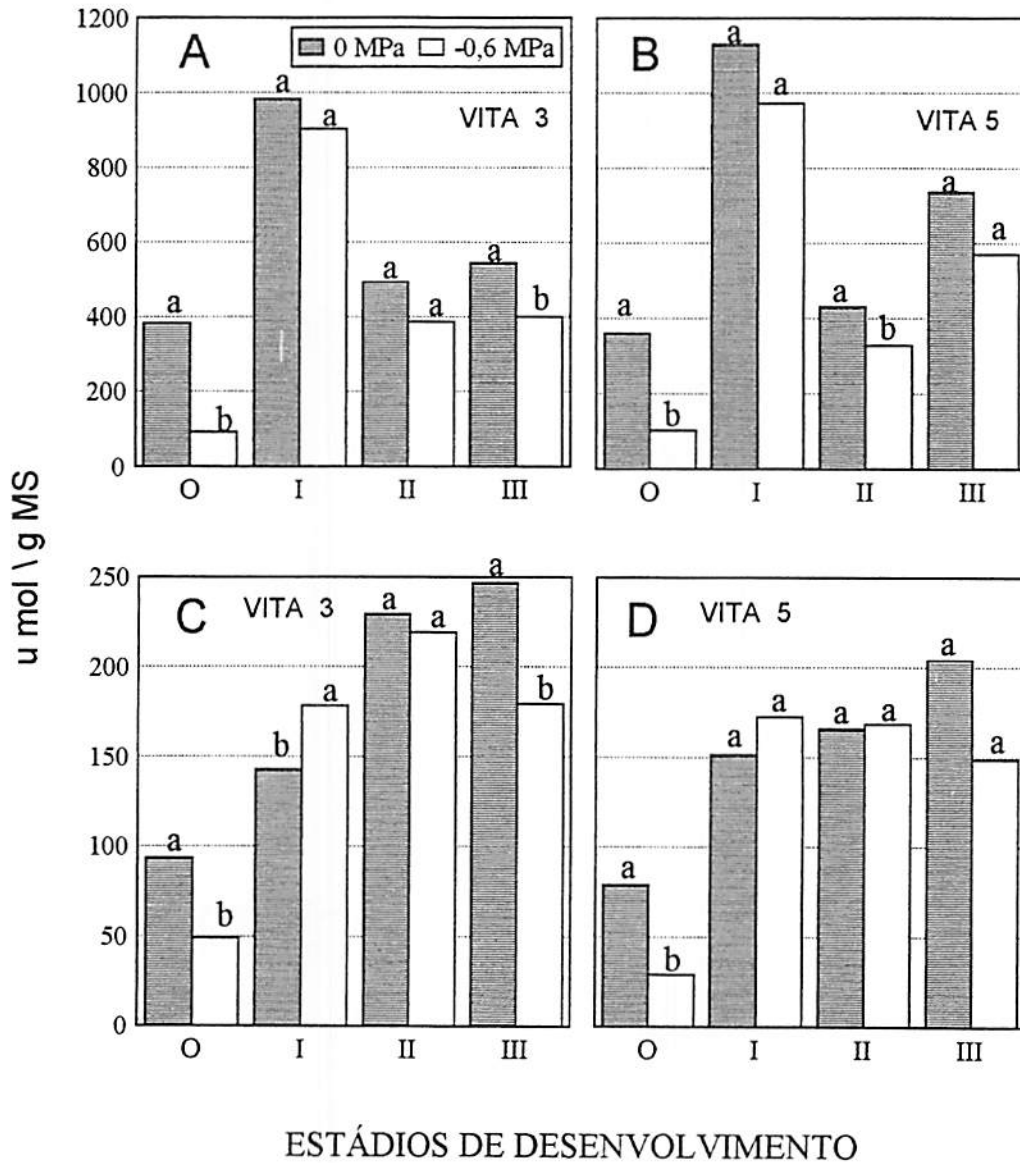 1200
1000
800
600
400
200
0
A
0 MPa -0,6 MPa
VITA 3
a
b
a
a
a
a
a
b
O I II III
B
VITA 5
a
b
a
a
a
b
a
a
O I II III
u mol \ g MS
250
200
150
100
50
0
C
VITA 3
a
b
b
a
a
a
a
b
O I II III
D
VITA 5
a
b
a
a
a
a
a
a
O I II III
ESTÁDIOS DE DESENVOLVIMENTO